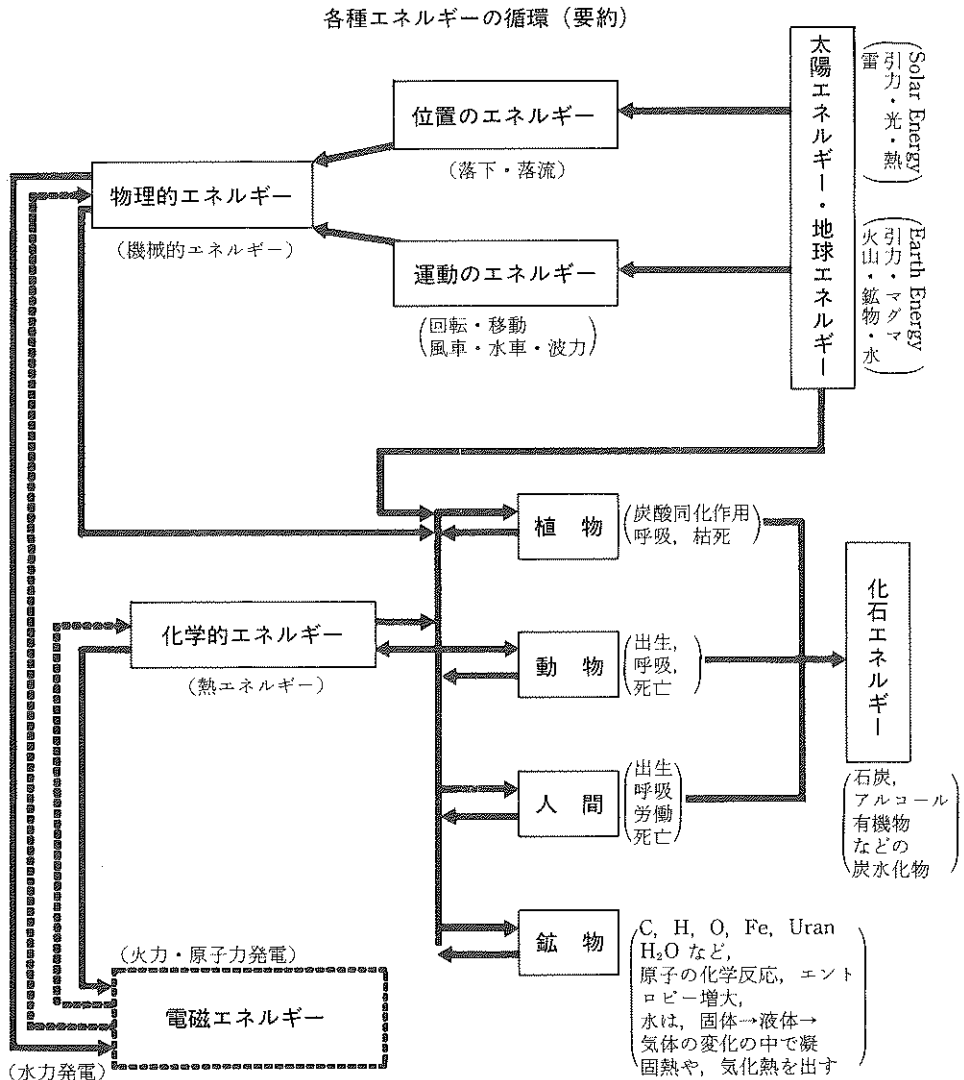 各種エネルギーの循環（要約）
太陽エネルギー・地球エネルギー
Solar Energy
引力・光・熱
雷
Earth Energy
引力・マグマ
火山・鉱物・水
位置のエネルギー
（落下・落流）
物理的エネルギー
（機械的エネルギー）
運動のエネルギー
回転・移動
風車・水車・波力
植物
炭酸同化作用
呼吸，枯死
化学的エネルギー
（熱エネルギー）
動物
出生，
呼吸，
死亡
化石エネルギー
石炭，
アルコール
有機物
などの
炭水化物
人間
出生
呼吸
労働
死亡
鉱物
C, H, O, Fe, Uran
H₂O など，
原子の化学反応，エント
ロピー増大，
水は，固体→液体→
気体の変化の中で凝
固熱や，気化熱を出す
（火力・原子力発電）
電磁エネルギー
（水力発電）